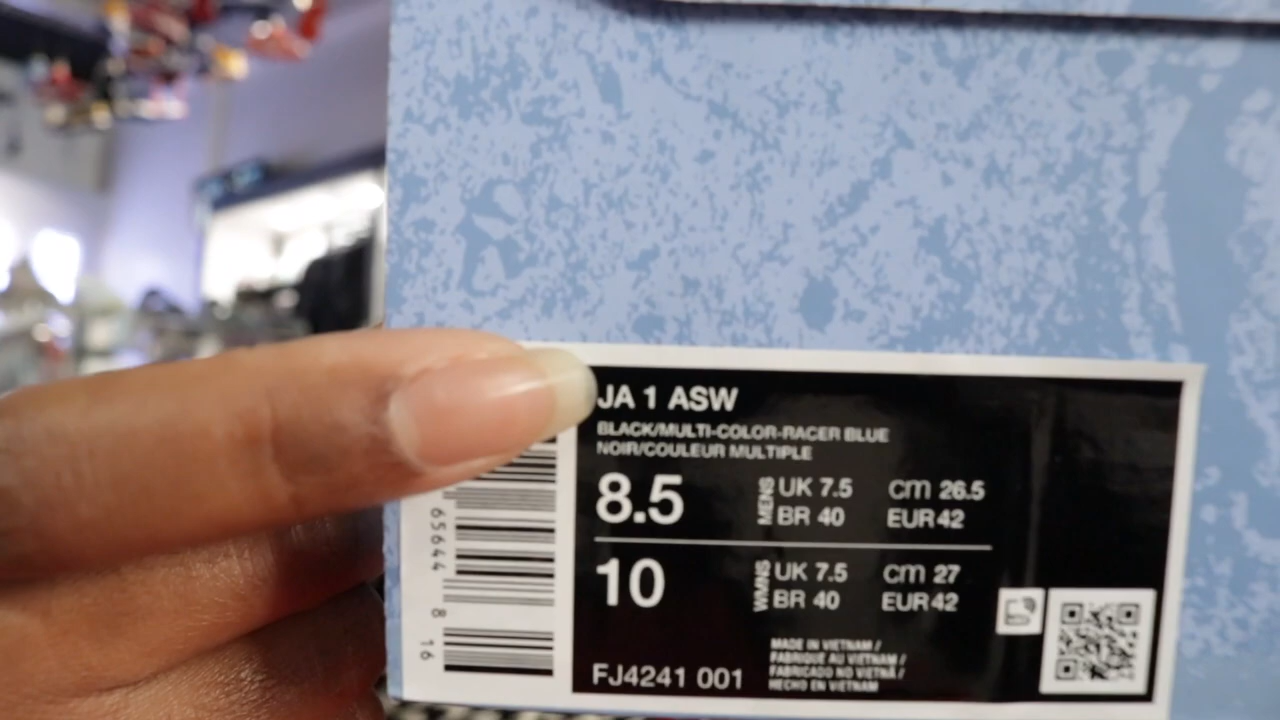 JA 1 ASW
BLACK/MULTI-COLOR-RACER BLUE
NOIR/COULEUR MULTIPLE
8.5 MENS UK 7.5 cm 26.5
BR 40 EUR 42
10 WMNS UK 7.5 cm 27
BR 40 EUR 42
FJ4241 001
MADE IN VIETNAM /
FABRIQUE AU VIETNAM /
FABRICADO NO VIETNÃ /
HECHO EN VIETNAM
65644 8 16